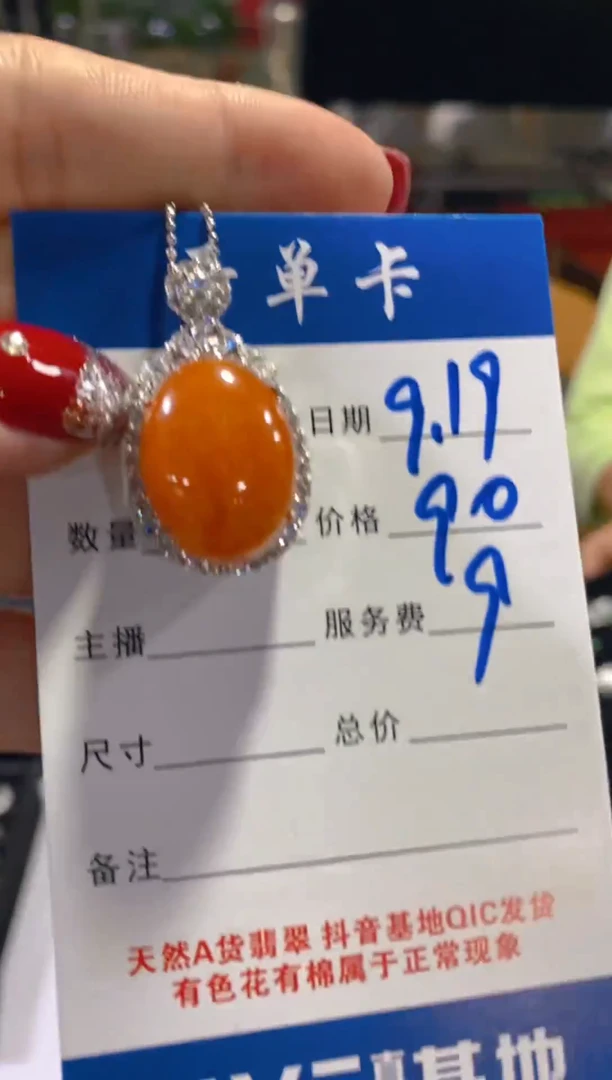 单卡
日期 9.19
数量 价格 90
主播 服务费 9
尺寸 总价
备注
天然A货翡翠 抖音基地QIC发货
有色花有棉属于正常现象
基地